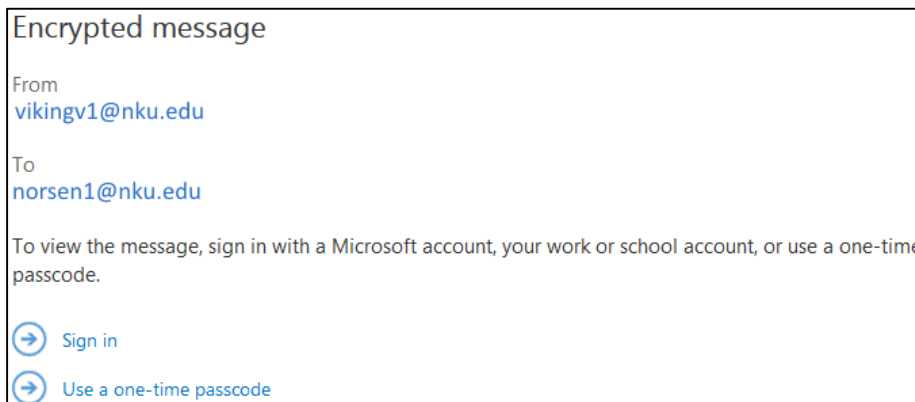 Encrypted message
From
vikingv1@nku.edu
To
norsen1@nku.edu
To view the message, sign in with a Microsoft account, your work or school account, or use a one-time
passcode.
Sign in
Use a one-time passcode